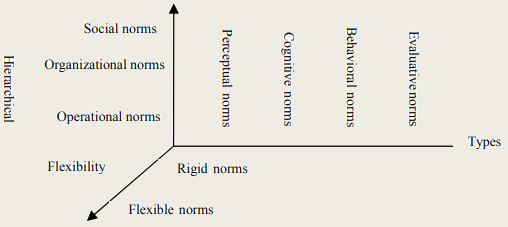 Social norms
Organizational norms
Operational norms
Hierarchical
Perceptual norms
Cognitive norms
Behavioral norms
Evaluative norms
Types
Flexibility
Rigid norms
Flexible norms